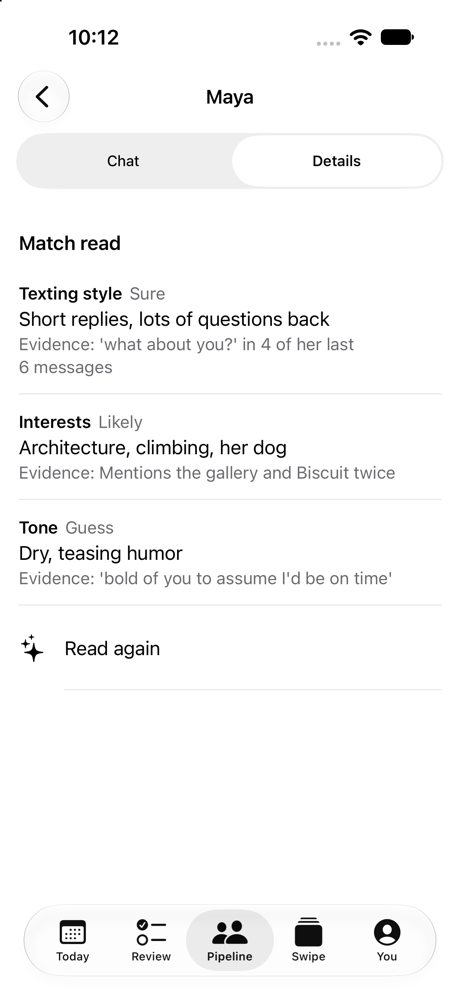 10:12
Maya
Chat
Details
Match read
Texting style Sure
Short replies, lots of questions back
Evidence: 'what about you?' in 4 of her last
6 messages
Interests Likely
Architecture, climbing, her dog
Evidence: Mentions the gallery and Biscuit twice
Tone Guess
Dry, teasing humor
Evidence: 'bold of you to assume I'd be on time'
Read again
Today
Review
Pipeline
Swipe
You